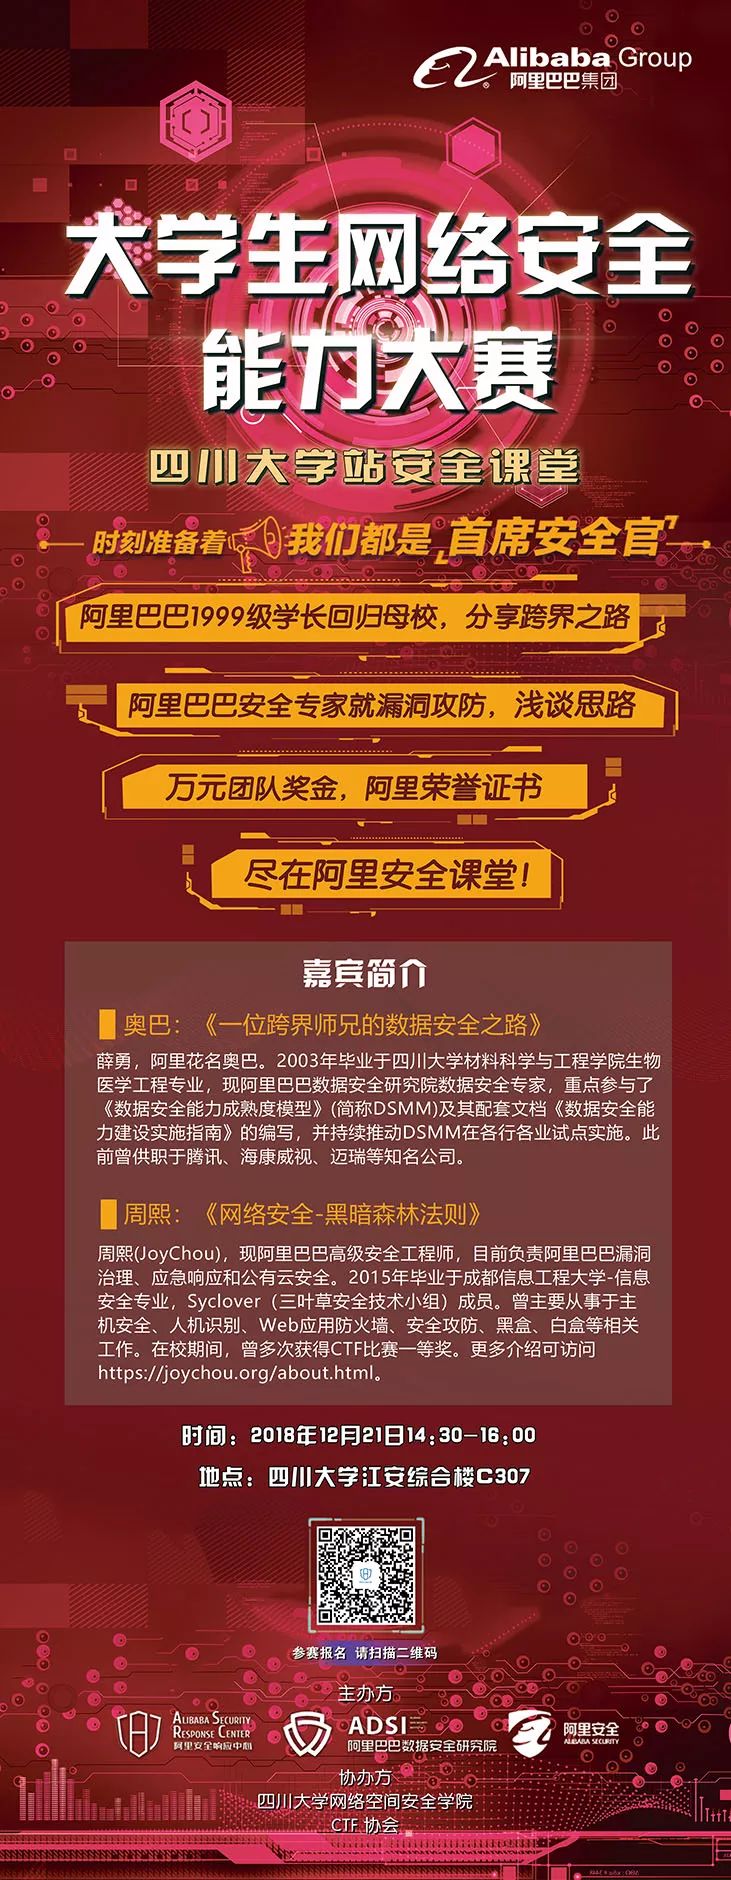 Alibaba Group
阿里巴巴集团
大学生网络安全
能力大赛
四川大学站安全课堂
时刻准备着 我们都是「首席安全官」
阿里巴巴1999级学长回归母校，分享跨界之路
阿里巴巴安全专家就漏洞攻防，浅谈思路
万元团队奖金，阿里荣誉证书
尽在阿里安全课堂！
嘉宾简介
奥巴：《一位跨界师兄的数据安全之路》
薛勇，阿里花名奥巴。2003年毕业于四川大学材料科学与工程学院生物
医学工程专业，现阿里巴巴数据安全研究院数据安全专家，重点参与了
《数据安全能力成熟度模型》(简称DSMM)及其配套文档《数据安全能
力建设实施指南》的编写，并持续推动DSMM在各行各业试点实施。此
前曾供职于腾讯、海康威视、迈瑞等知名公司。
周熙：《网络安全-黑暗森林法则》
周熙(JoyChou)，现阿里巴巴高级安全工程师，目前负责阿里巴巴漏洞
治理、应急响应和公有云安全。2015年毕业于成都信息工程大学-信息
安全专业，Syclover（三叶草安全技术小组）成员。曾主要从事于主
机安全、人机识别、Web应用防火墙、安全攻防、黑盒、白盒等相关
工作。在校期间，曾多次获得CTF比赛一等奖。更多介绍可访问
https://joychou.org/about.html。
时间：2018年12月21日14:30-16:00
地点：四川大学江安综合楼C307
参赛报名 请扫描二维码
主办方
ALIBABA SECURITY
RESPONSE CENTER
阿里安全响应中心
ADSI
阿里巴巴数据安全研究院
阿里安全
ALIBABA SECURITY
协办方
四川大学网络空间安全学院
CTF 协会